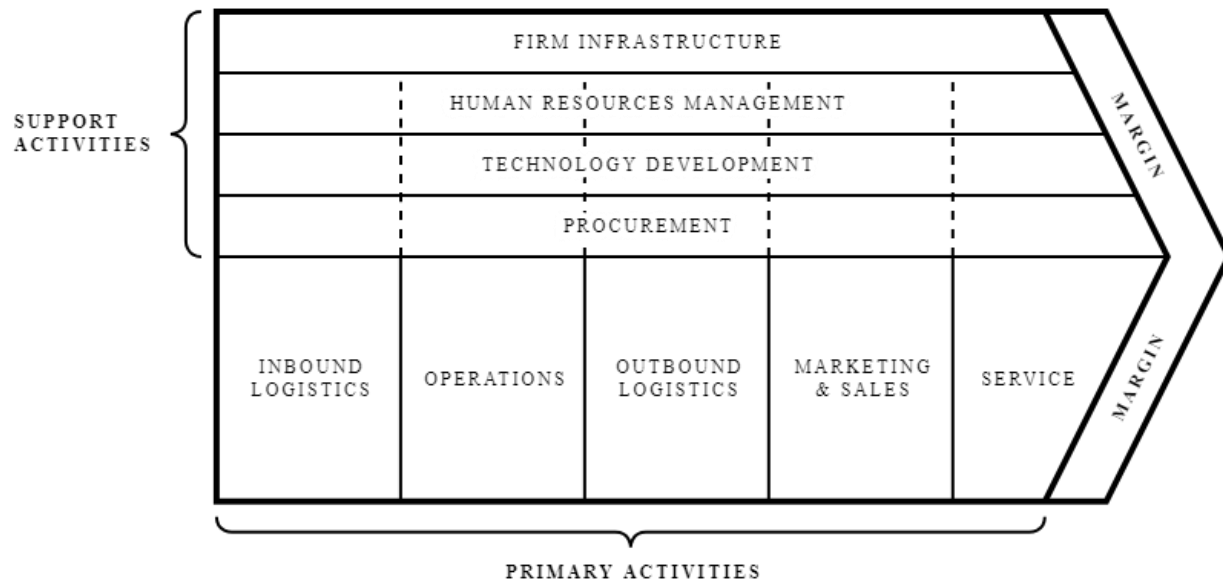 FIRM INFRASTRUCTURE
HUMAN RESOURCES MANAGEMENT
TECHNOLOGY DEVELOPMENT
PROCUREMENT
SUPPORT
ACTIVITIES
MARGIN
INBOUND
LOGISTICS
OPERATIONS
OUTBOUND
LOGISTICS
MARKETING
& SALES
SERVICE
MARGIN
PRIMARY ACTIVITIES